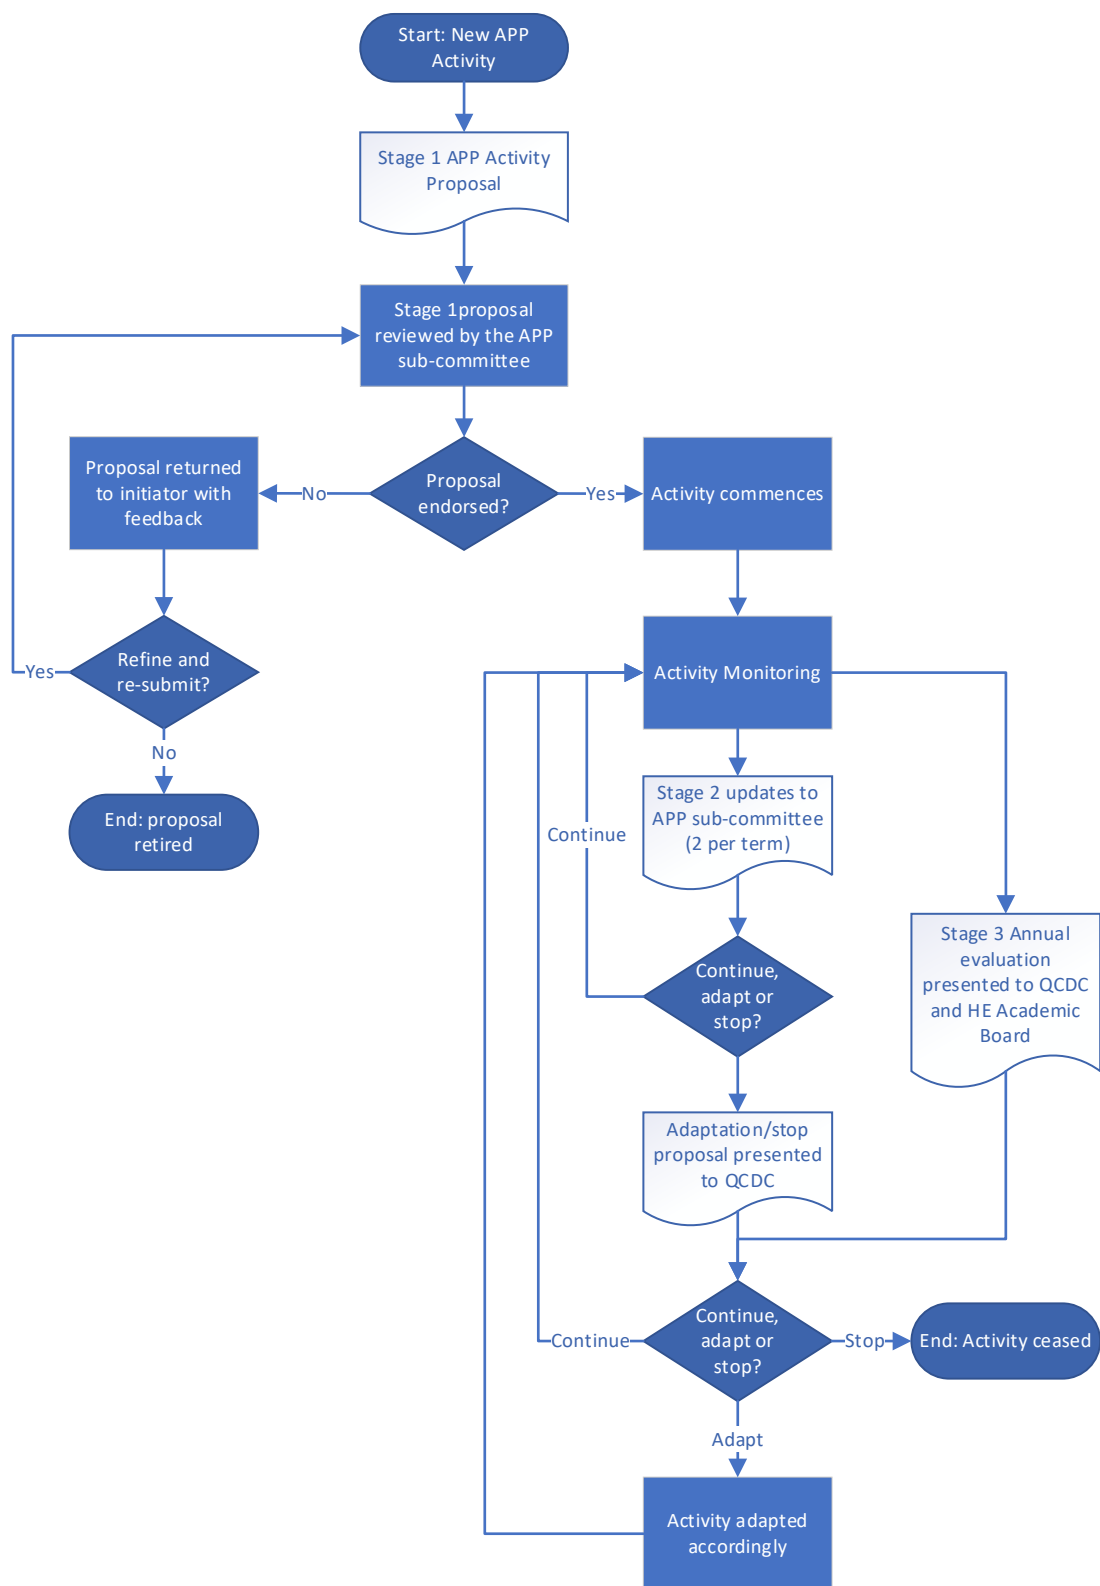 Start: New APP
Activity
Stage 1 APP Activity
Proposal
Stage 1proposal
reviewed by the APP
sub-committee
Proposal returned
to initiator with
feedback
No
Proposal
endorsed?
Yes
Activity commences
Yes
Refine and
re-submit?
No
End: proposal
retired
Activity Monitoring
Stage 2 updates to
APP sub-committee
(2 per term)
Continue
Continue,
adapt or
stop?
Stage 3 Annual
evaluation
presented to QCDC
and HE Academic
Board
Adaptation/stop
proposal presented
to QCDC
Continue
Continue,
adapt or
stop?
Stop
End: Activity ceased
Adapt
Activity adapted
accordingly